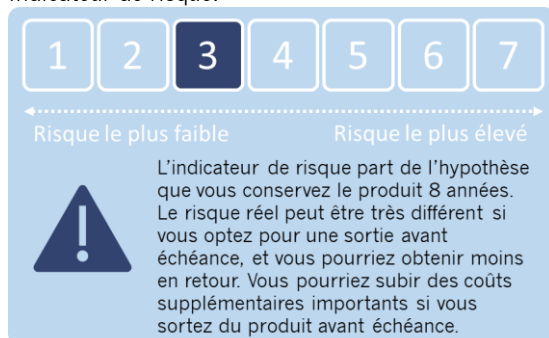 1 2 3 4 5 6 7
Risque le plus faible Risque le plus élevé
L'indicateur de risque part de l'hypothèse
que vous conservez le produit 8 années.
Le risque réel peut être très différent si
vous optez pour une sortie avant
échéance, et vous pourriez obtenir moins
en retour. Vous pourriez subir des coûts
supplémentaires importants si vous
sortez du produit avant échéance.